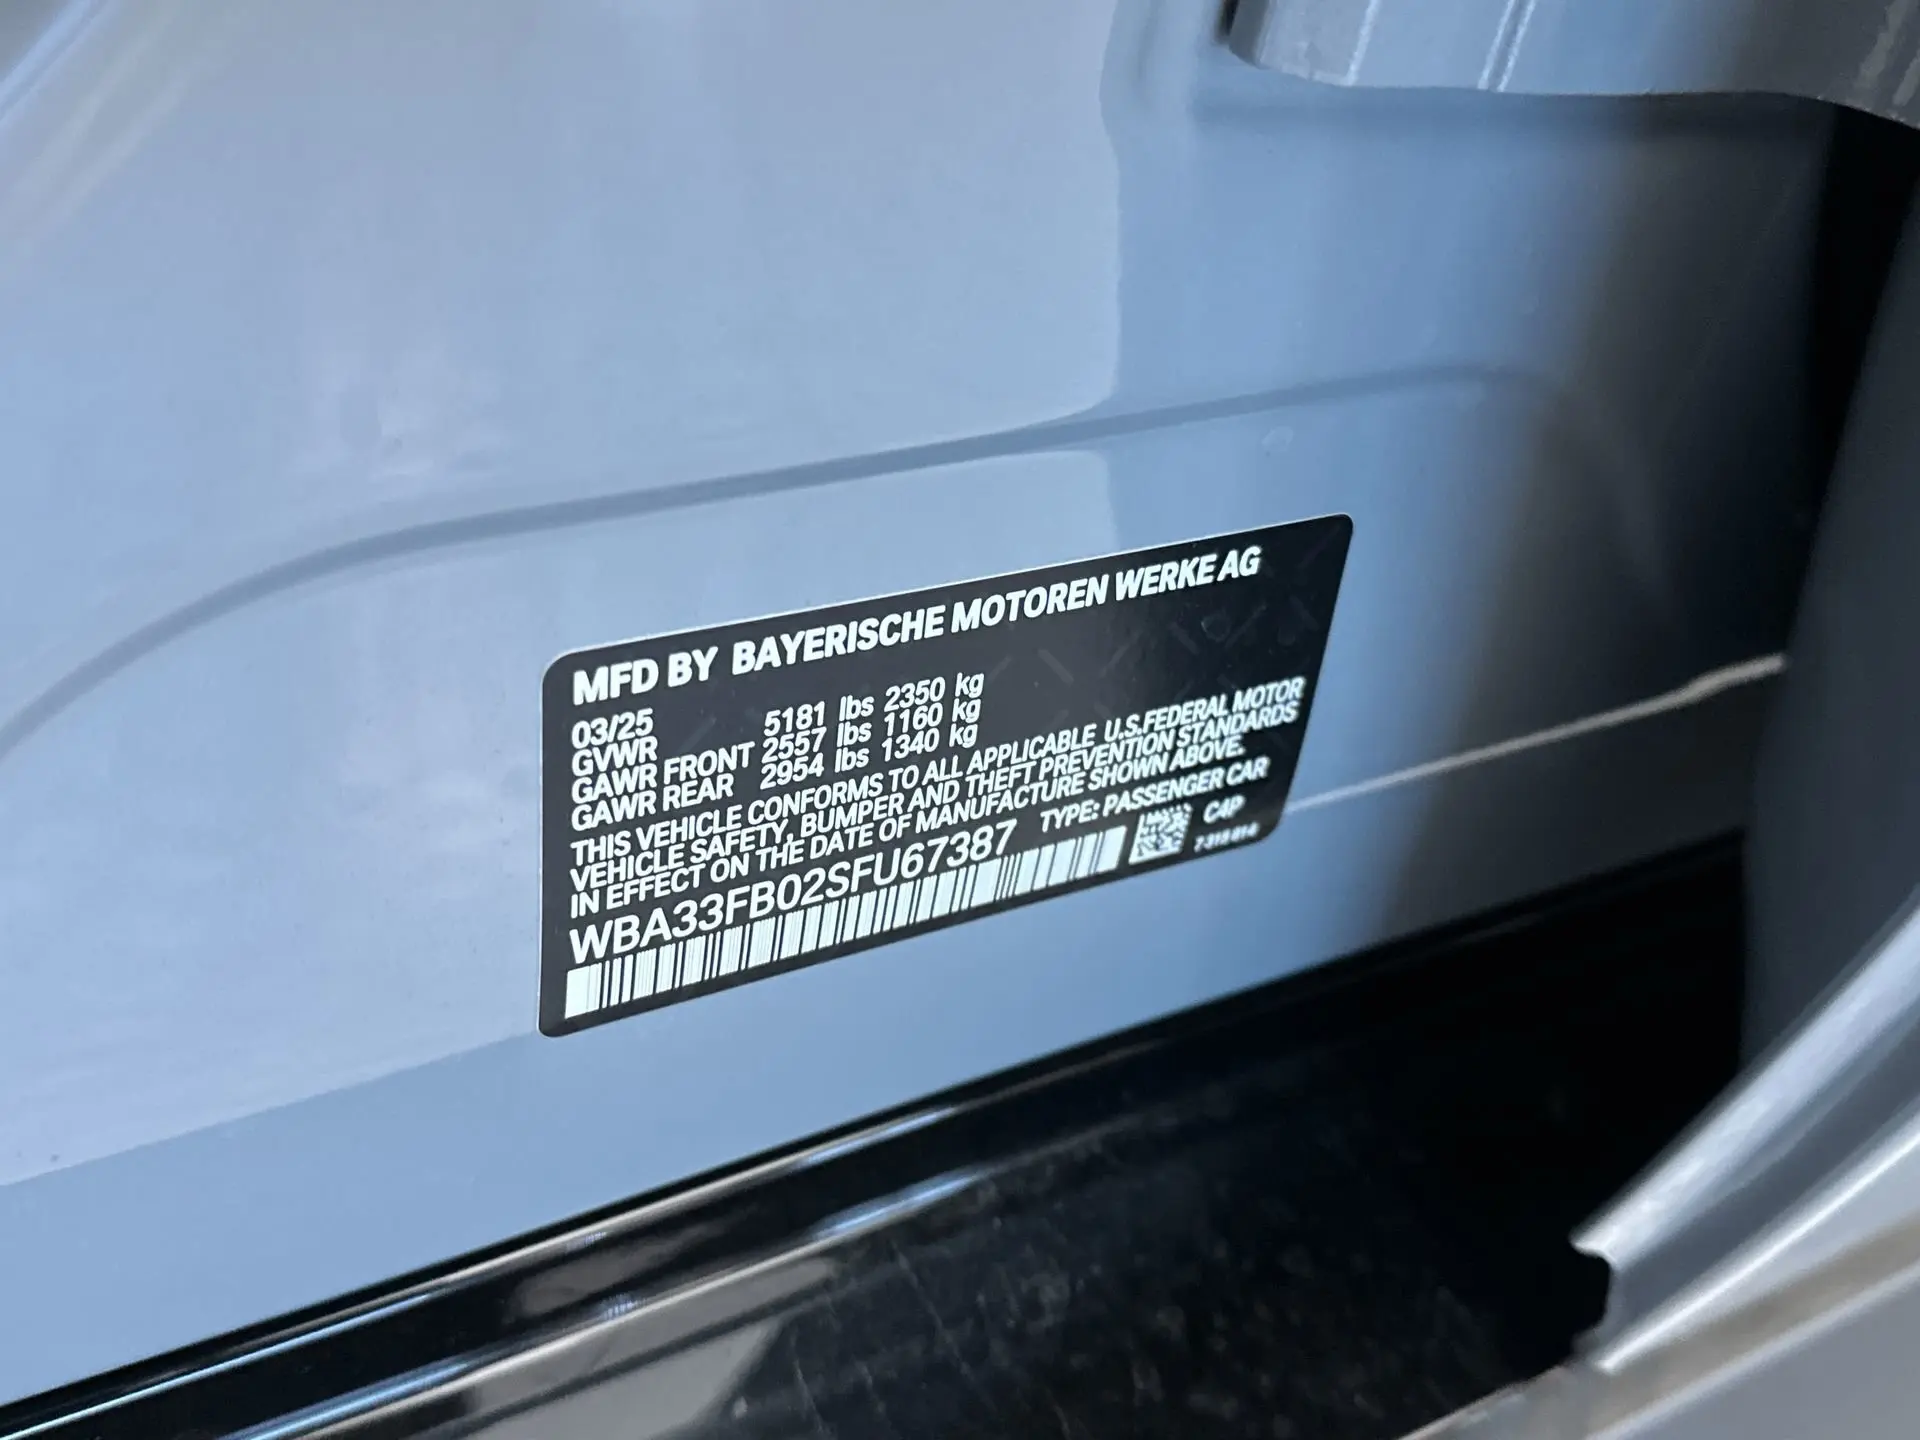 MFD BY BAYERISCHE MOTOREN WERKE AG
03/25
GVWR 5181 lbs 2350 kg
GAWR FRONT 2557 lbs 1160 kg
GAWR REAR 2954 lbs 1340 kg
THIS VEHICLE CONFORMS TO ALL APPLICABLE U.S.FEDERAL MOTOR
VEHICLE SAFETY, BUMPER AND THEFT PREVENTION STANDARDS
IN EFFECT ON THE DATE OF MANUFACTURE SHOWN ABOVE.
WBA33FB02SFU67387 TYPE: PASSENGER CAR
C4P